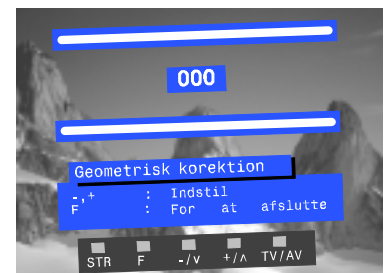 000
Geometrisk korektion
-,+ : Indstil
F : For at afslutte
STR F -/v +/ʌ TV/AV